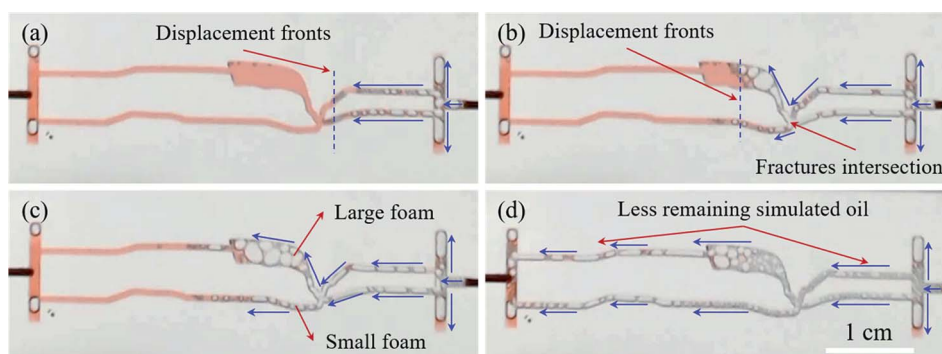 (a)
Displacement fronts
(b)
Displacement fronts
Fractures intersection
(c)
Large foam
Small foam
(d)
Less remaining simulated oil
1 cm